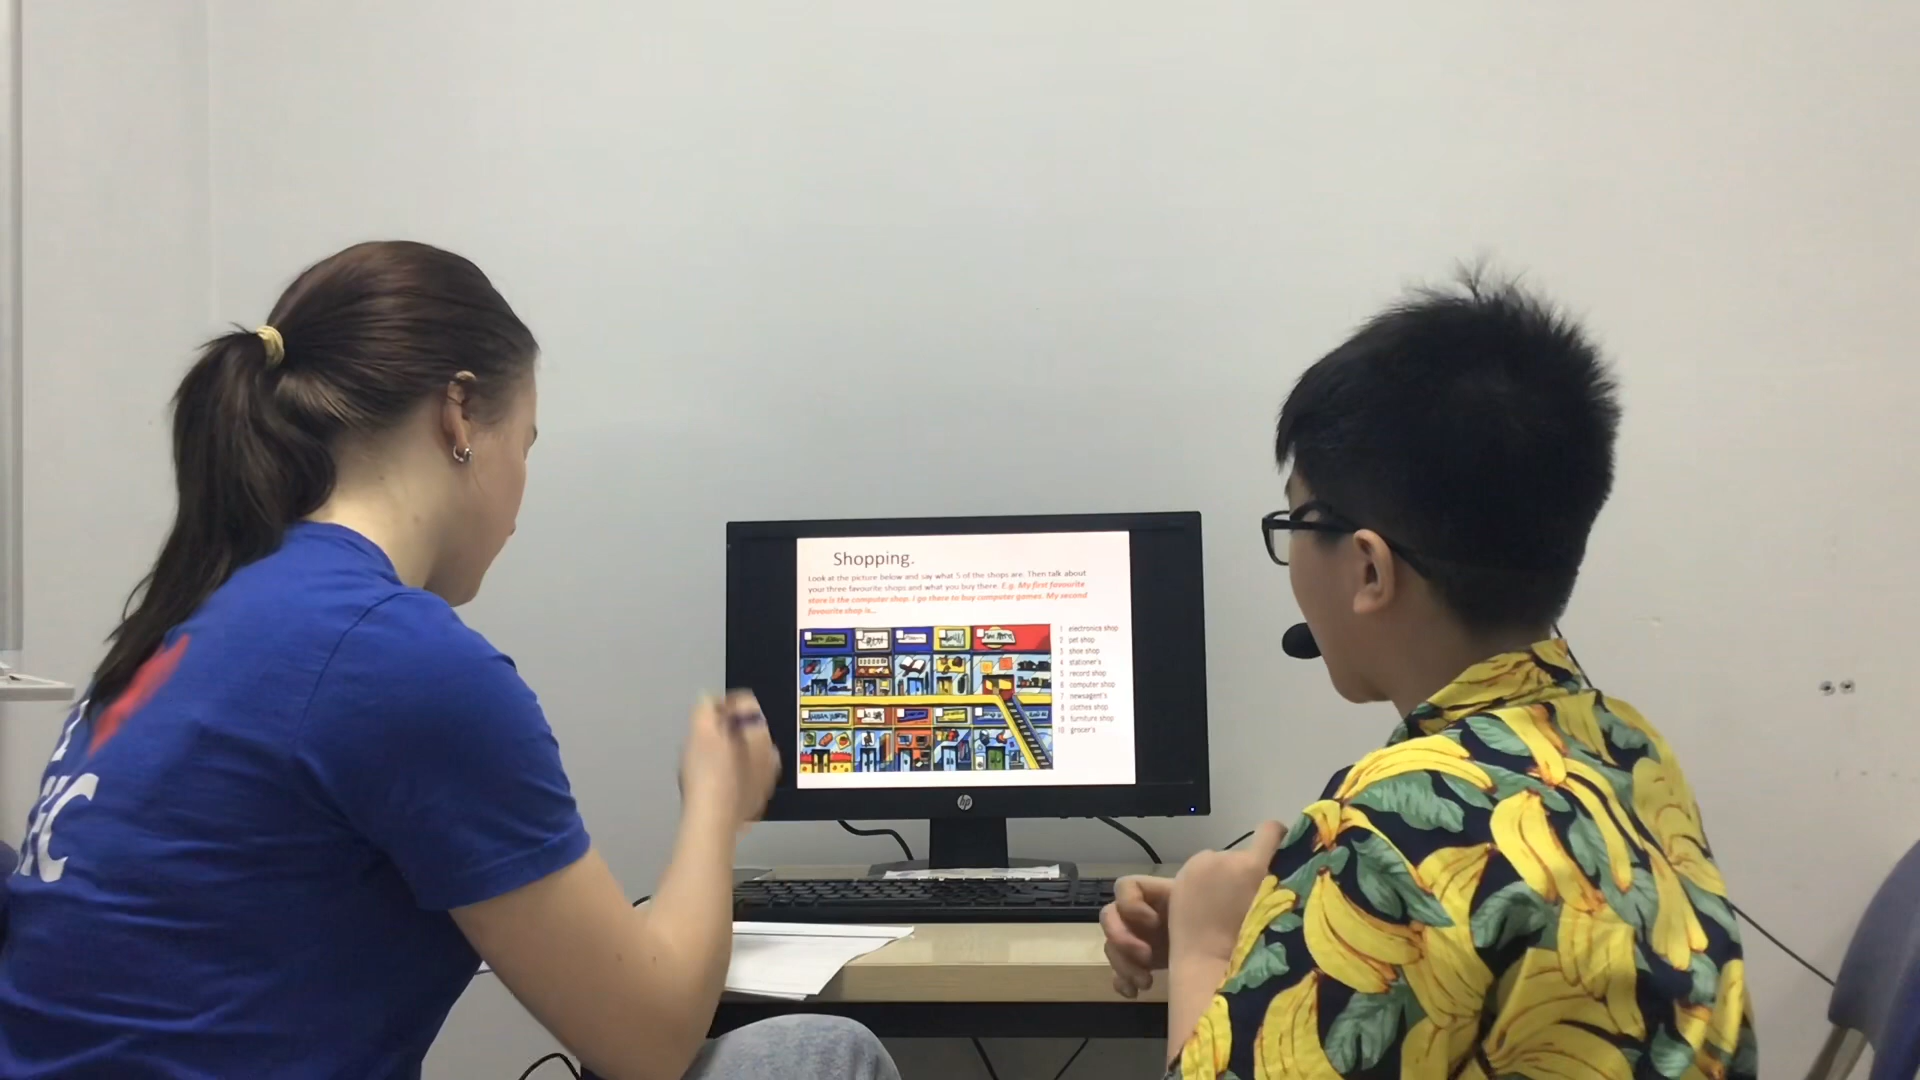 Shopping.
Look at the picture below and say what 5 of the shops are. Then talk about
your three favourite shops and what you buy there. E.g. My first favourite
store is the computer shop. I go there to buy computer games. My second
favourite shop is...
1 electronics shop
2 pet shop
3 shoe shop
4 stationer's
5 record shop
6 computer shop
7 newsagent's
8 clothes shop
9 furniture shop
10 grocer's
hp